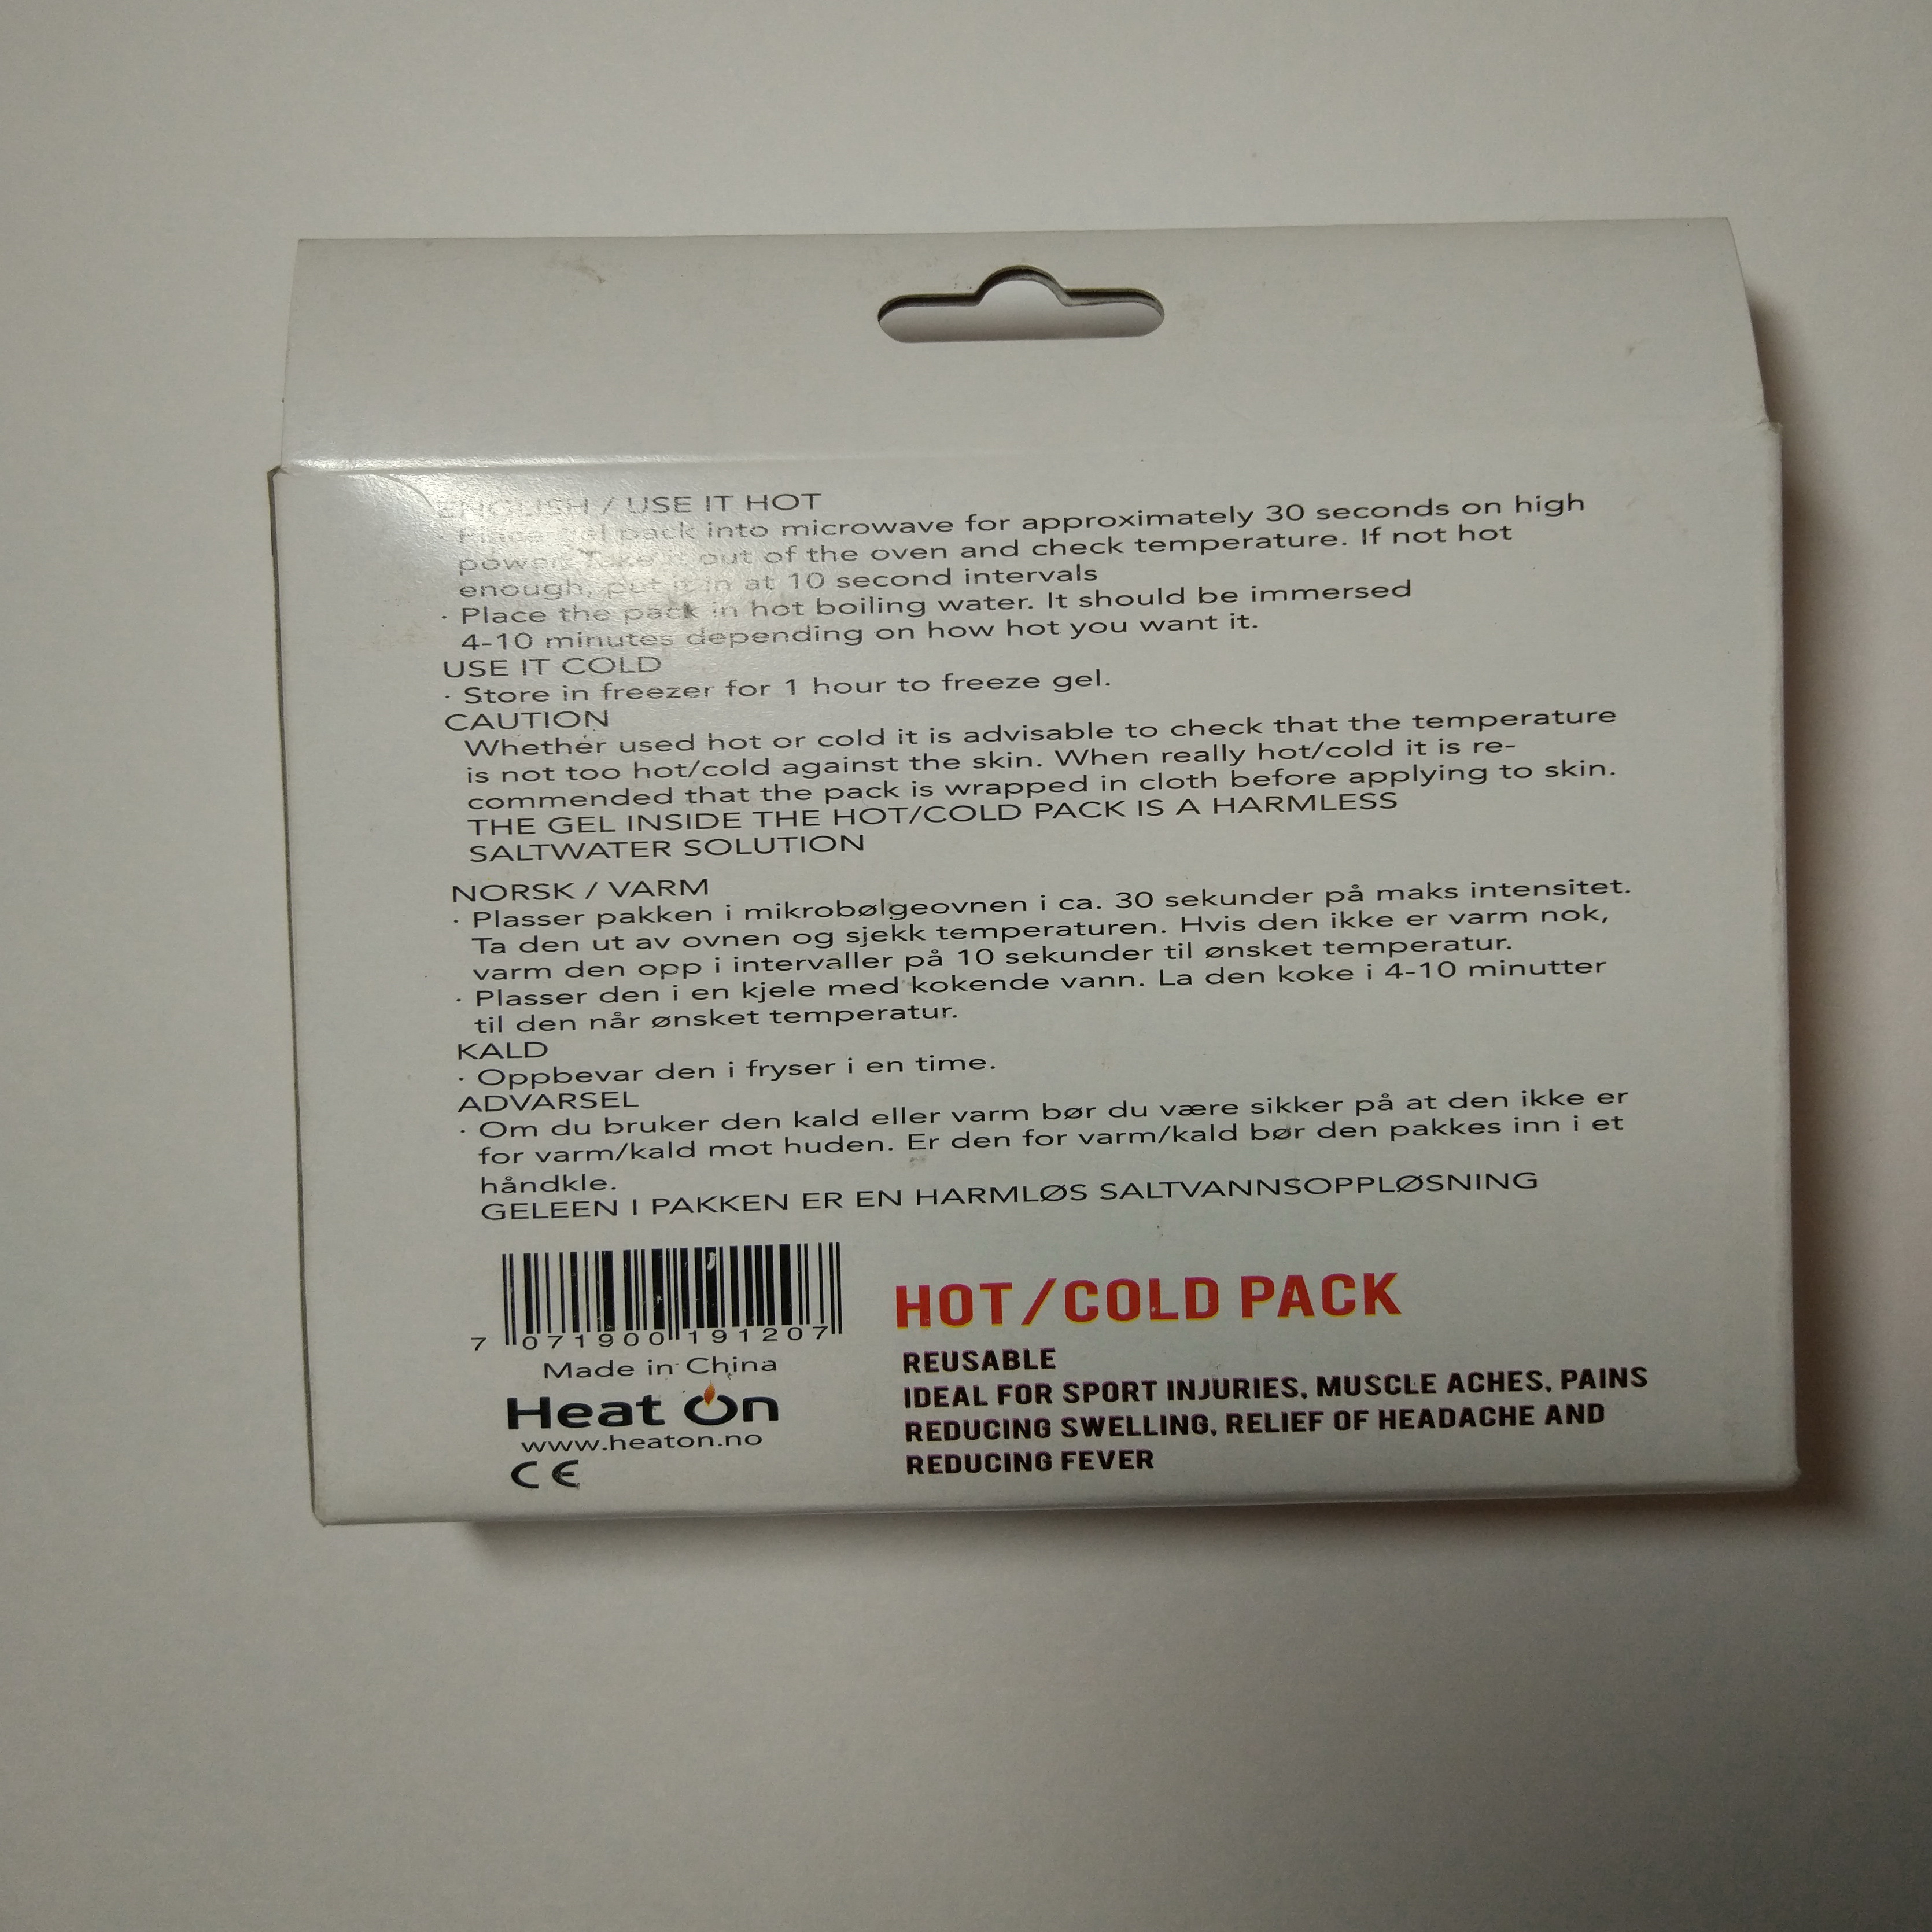 ENGLISH / USE IT HOT
· Place gel pack into microwave for approximately 30 seconds on high
power. Take it out of the oven and check temperature. If not hot
enough, put it in at 10 second intervals
· Place the pack in hot boiling water. It should be immersed
4-10 minutes depending on how hot you want it.
USE IT COLD
· Store in freezer for 1 hour to freeze gel.
CAUTION
Whether used hot or cold it is advisable to check that the temperature
is not too hot/cold against the skin. When really hot/cold it is re-
commended that the pack is wrapped in cloth before applying to skin.
THE GEL INSIDE THE HOT/COLD PACK IS A HARMLESS
SALTWATER SOLUTION
NORSK / VARM
· Plasser pakken i mikrobølgeovnen i ca. 30 sekunder på maks intensitet.
Ta den ut av ovnen og sjekk temperaturen. Hvis den ikke er varm nok,
varm den opp i intervaller på 10 sekunder til ønsket temperatur.
· Plasser den i en kjele med kokende vann. La den koke i 4-10 minutter
til den når ønsket temperatur.
KALD
· Oppbevar den i fryser i en time.
ADVARSEL
· Om du bruker den kald eller varm bør du være sikker på at den ikke er
for varm/kald mot huden. Er den for varm/kald bør den pakkes inn i et
håndkle.
GELEEN I PAKKEN ER EN HARMLØS SALTVANNSOPPLØSNING
7 071900 191207
Made in China
Heat On
www.heaton.no
CE
HOT/COLD PACK
REUSABLE
IDEAL FOR SPORT INJURIES, MUSCLE ACHES, PAINS
REDUCING SWELLING, RELIEF OF HEADACHE AND
REDUCING FEVER